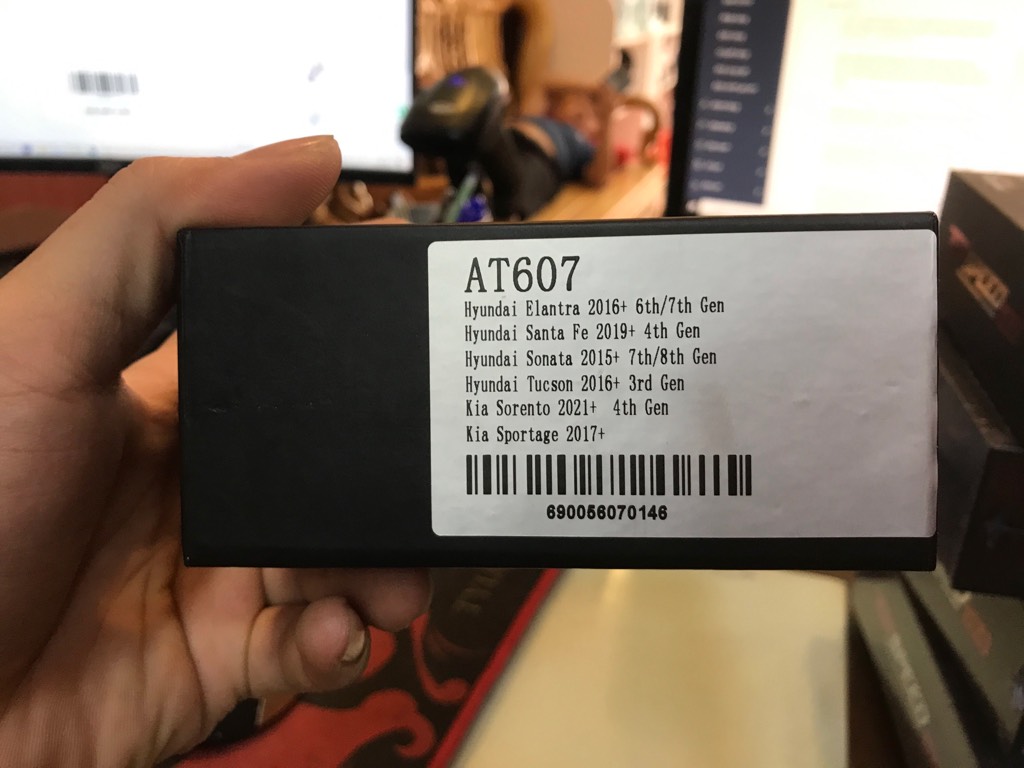 AT607
Hyundai Elantra 2016+ 6th/7th Gen
Hyundai Santa Fe 2019+ 4th Gen
Hyundai Sonata 2015+ 7th/8th Gen
Hyundai Tucson 2016+ 3rd Gen
Kia Sorento 2021+ 4th Gen
Kia Sportage 2017+
690056070146